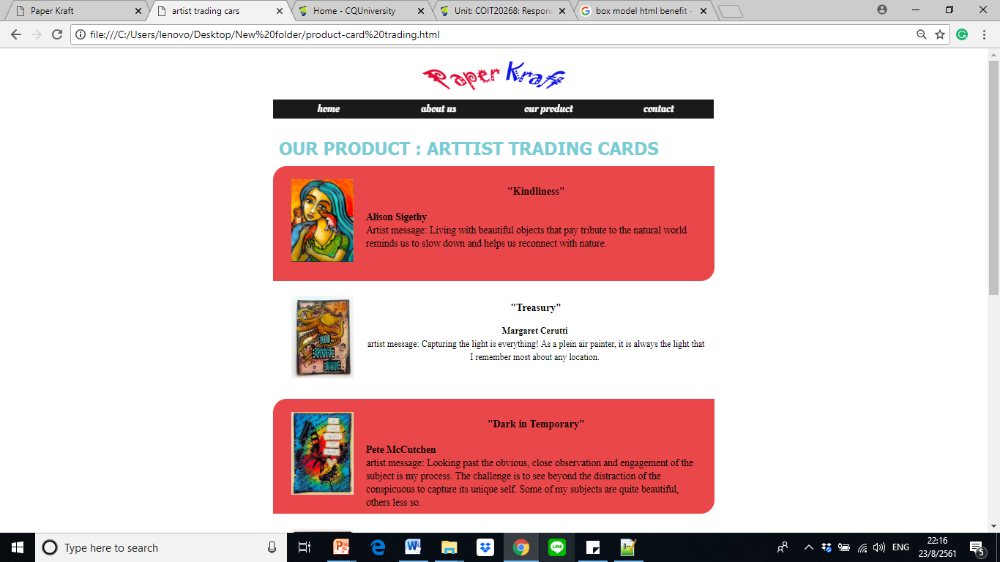 Paper Kraft
artist trading cars
Home - CQUniversity
Unit: COIT20268: Respon
box model html benefit -
file:///C:/Users/lenovo/Desktop/New%20folder/product-card%20trading.html
Paper Kraft
home about us our product contact
OUR PRODUCT : ARTTIST TRADING CARDS
"Kindliness"
Alison Sigethy
Artist message: Living with beautiful objects that pay tribute to the natural world
reminds us to slow down and helps us reconnect with nature.
"Treasury"
Margaret Cerutti
artist message: Capturing the light is everything! As a plein air painter, it is always the light that
I remember most about any location.
"Dark in Temporary"
Pete McCutchen
artist message: Looking past the obvious, close observation and engagement of the
subject is my process. The challenge is to see beyond the distraction of the
conspicuous to capture its unique self. Some of my subjects are quite beautiful,
others less so.
Type here to search
ENG
22:16
23/8/2561
5